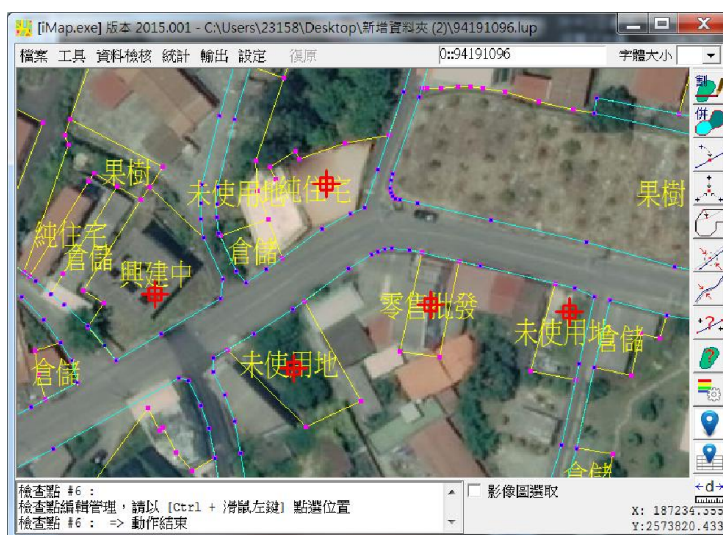 [iMap.exe] 版本 2015.001 - C:\Users\23158\Desktop\新增資料夾 (2)\94191096.lup
檔案 工具 資料檢核 統計 輸出 設定 復原 0::94191096 字體大小
割
併
果樹
未使用地 純住宅 果樹
純住宅
倉儲 倉儲
興建中
零售批發
未使用地
倉儲
未使用地
倉儲
倉儲
檢查點 #6 :
檢查點編輯管理，請以 [Ctrl + 滑鼠左鍵] 點選位置
檢查點 #6 : => 動作結束
影像圖選取
d
X: 187234.355
Y:2573820.433